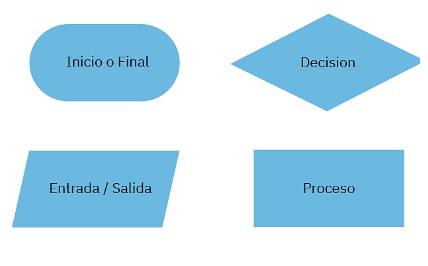 Inicio o Final
Decision
Entrada / Salida
Proceso